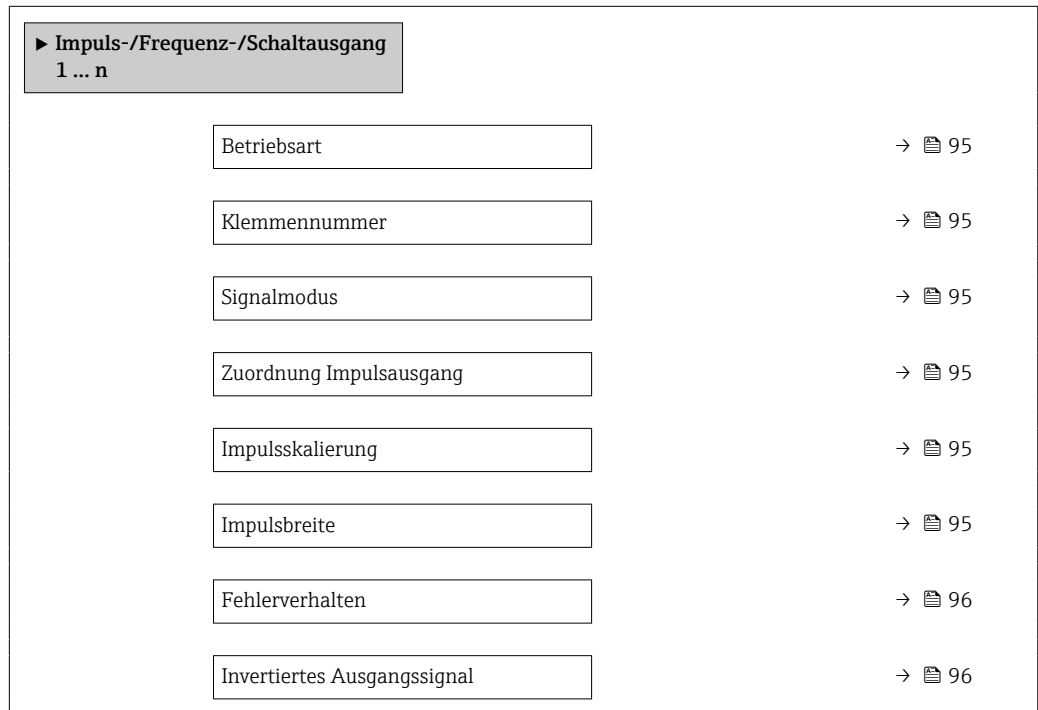 ► Impuls-/Frequenz-/Schaltausgang
1 ... n
Betriebsart → 95
Klemmennummer → 95
Signalmodus → 95
Zuordnung Impulsausgang → 95
Impulsskalierung → 95
Impulsbreite → 95
Fehlerverhalten → 96
Invertiertes Ausgangssignal → 96